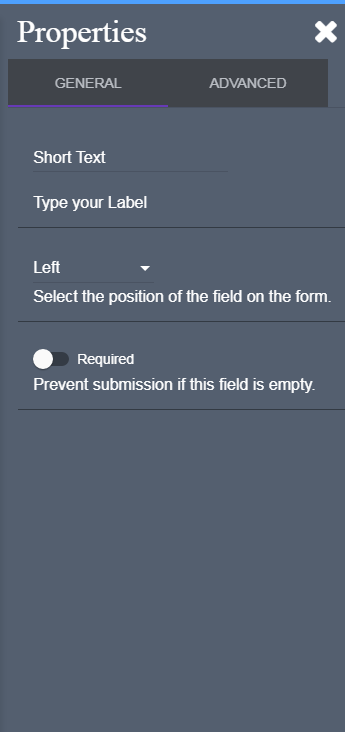 Properties
GENERAL ADVANCED
Short Text
Type your Label
Left
Select the position of the field on the form.
Required
Prevent submission if this field is empty.